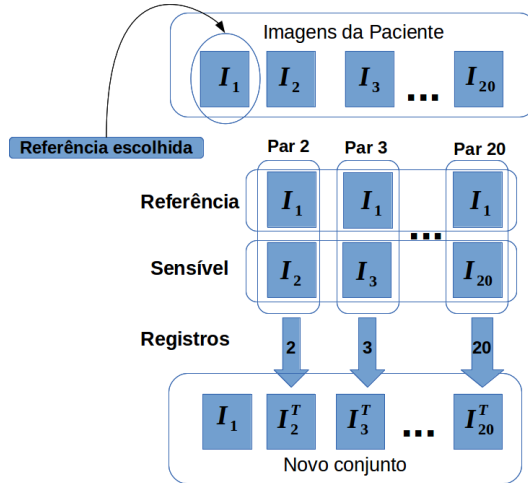 Imagens da Paciente
I₁ I₂ I₃ ... I₂₀
Referência escolhida
Par 2 Par 3 Par 20
Referência I₁ I₁ ... I₁
Sensível I₂ I₃ I₂₀
Registros 2 3 20
I₁ I₂ᵀ I₃ᵀ ... I₂₀ᵀ
Novo conjunto